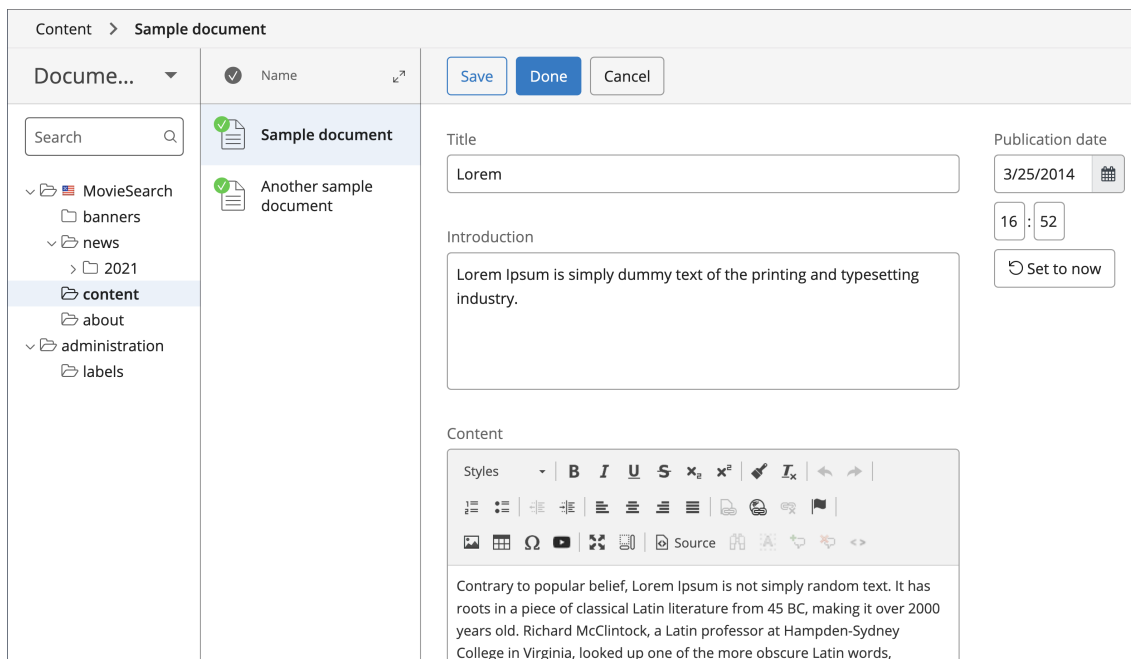 Content > Sample document
Docume...
Name
Save Done Cancel
Search
MovieSearch
banners
news
2021
content
about
administration
labels
Sample document
Another sample
document
Title
Lorem
Introduction
Lorem Ipsum is simply dummy text of the printing and typesetting
industry.
Content
Styles
B I U S x₂ x² Tx
Ω Source
Contrary to popular belief, Lorem Ipsum is not simply random text. It has
roots in a piece of classical Latin literature from 45 BC, making it over 2000
years old. Richard McClintock, a Latin professor at Hampden-Sydney
College in Virginia, looked up one of the more obscure Latin words,
Publication date
3/25/2014
16 : 52
Set to now